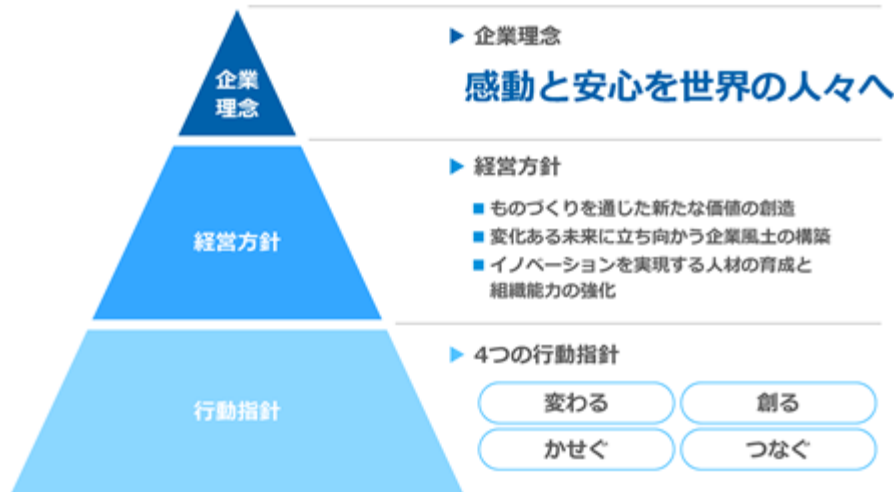 企業
理念
▶ 企業理念
感動と安心を世界の人々へ
経営方針
▶ 経営方針
■ ものづくりを通じた新たな価値の創造
■ 変化ある未来に立ち向かう企業風土の構築
■ イノベーションを実現する人材の育成と
組織能力の強化
行動指針
▶ 4つの行動指針
変わる
創る
かせぐ
つなぐ